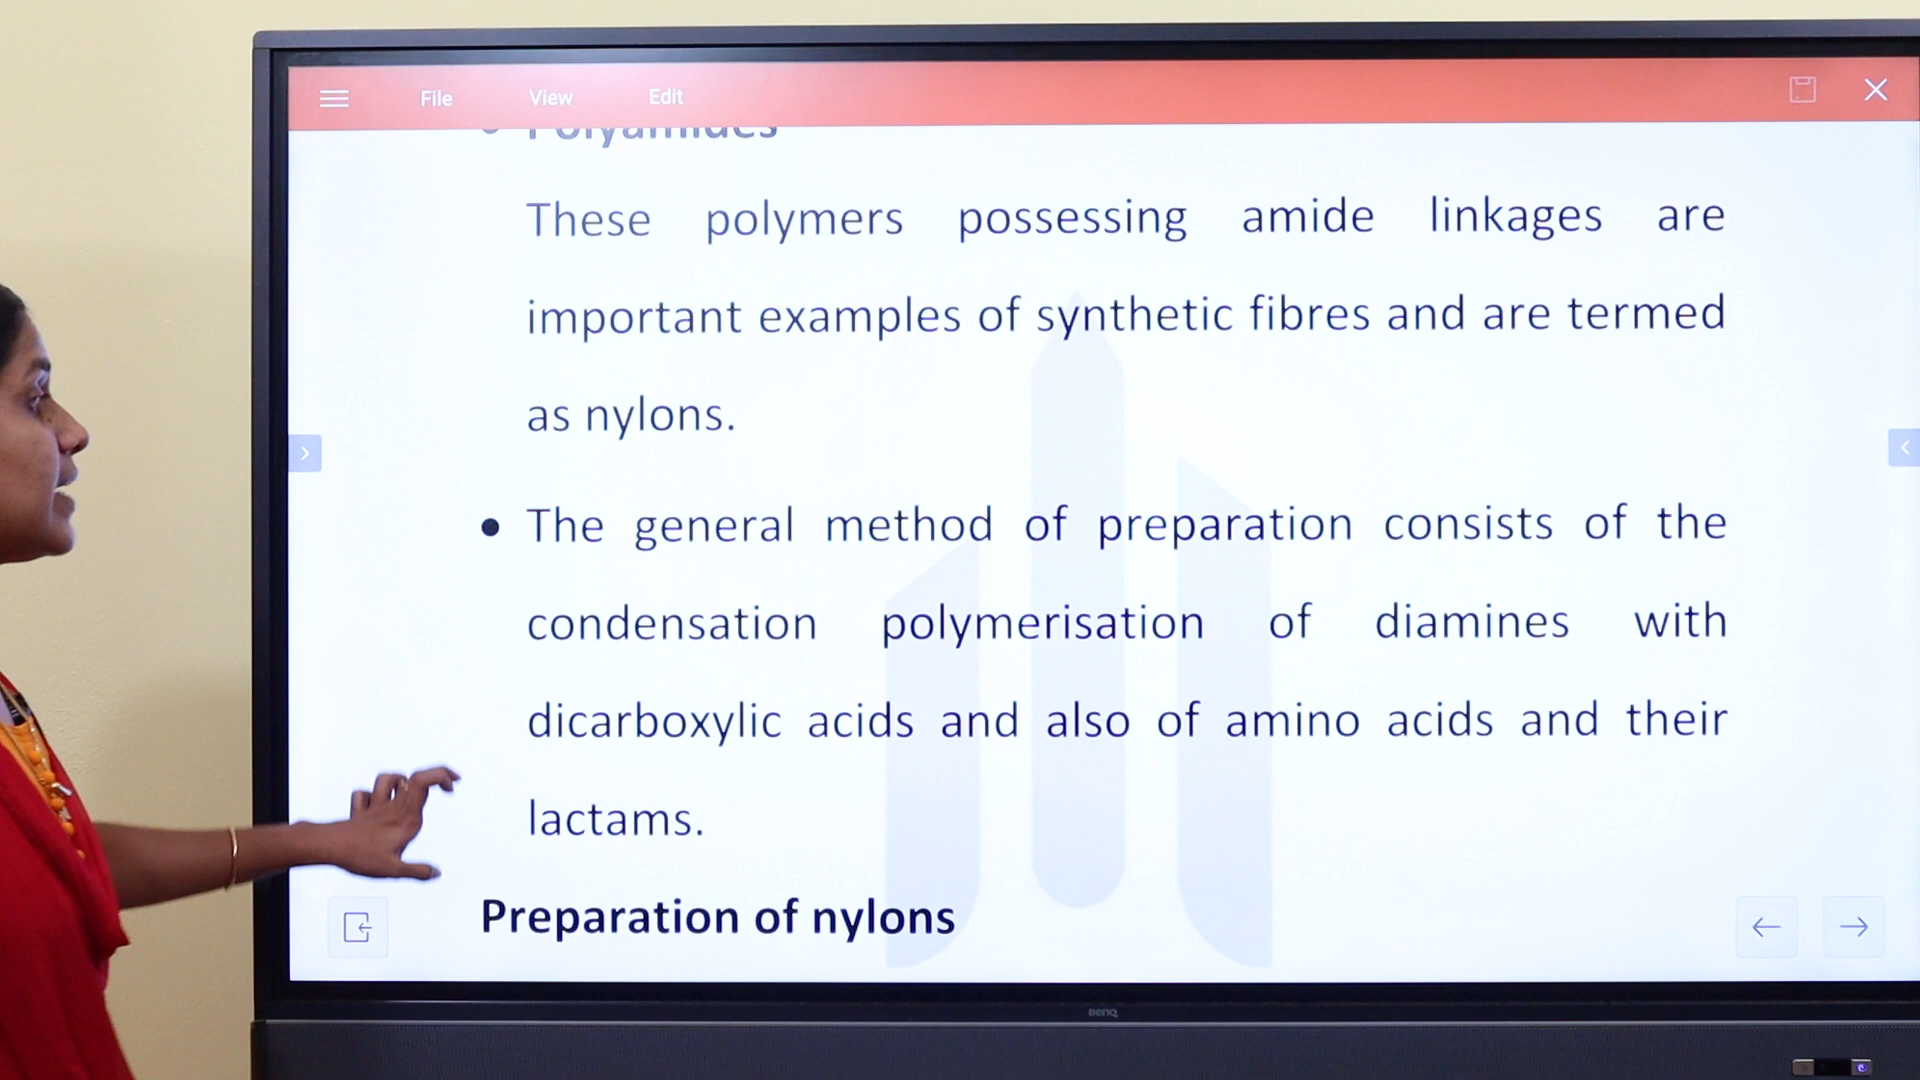 File View Edit
• Polyamides
These polymers possessing amide linkages are
important examples of synthetic fibres and are termed
as nylons.
• The general method of preparation consists of the
condensation polymerisation of diamines with
dicarboxylic acids and also of amino acids and their
lactams.
Preparation of nylons
BenQ